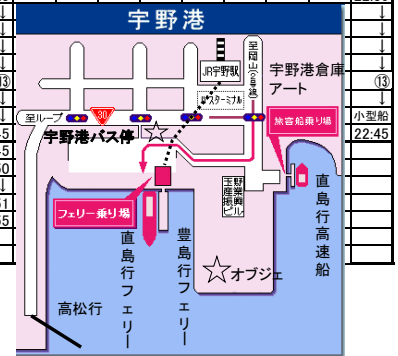 宇野港
至岡山(30号線)
JR宇野駅
バスターミナル
宇野港倉庫
アート
⑬
⑬
至ループ
30
小型船
宇野港バス停
旅客船乗り場
22:45
玉野産業振興ビル
フェリー乗り場
直島行フェリー
豊島行フェリー
直島行高速船
オブジェ
高松行